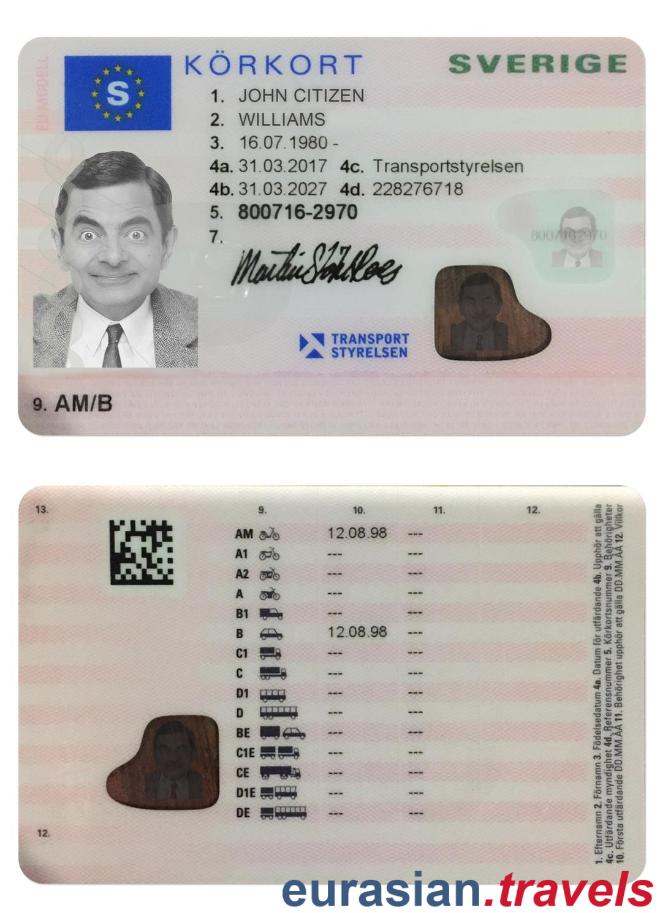 EU MODELL
S
KÖRKORT
SVERIGE
1. JOHN CITIZEN
2. WILLIAMS
3. 16.07.1980 -
4a. 31.03.2017 4c. Transportstyrelsen
4b. 31.03.2027 4d. 228276718
5. 800716-2970
7.
800716-2970
TRANSPORT
STYRELSEN
9. AM/B
13.
9. 10. 11. 12.
AM 12.08.98 ---
A1 --- ---
A2 --- ---
A --- ---
B1 --- ---
B 12.08.98 ---
C1 --- ---
C --- ---
D1 --- ---
D --- ---
BE --- ---
C1E --- ---
CE --- ---
D1E --- ---
DE --- ---
12.
1. Efternamn 2. Förnamn 3. Födelsedatum 4a. Datum för utfärdande 4b. Upphör att gälla
4c. Utfärdande myndighet 4d. Referensnummer 5. Körkortsnummer 9. Behörigheter
10. Första utfärdande DD.MM.ÅÅ 11. Behörighet upphör att gälla DD.MM.ÅÅ 12. Villkor
eurasian.travels